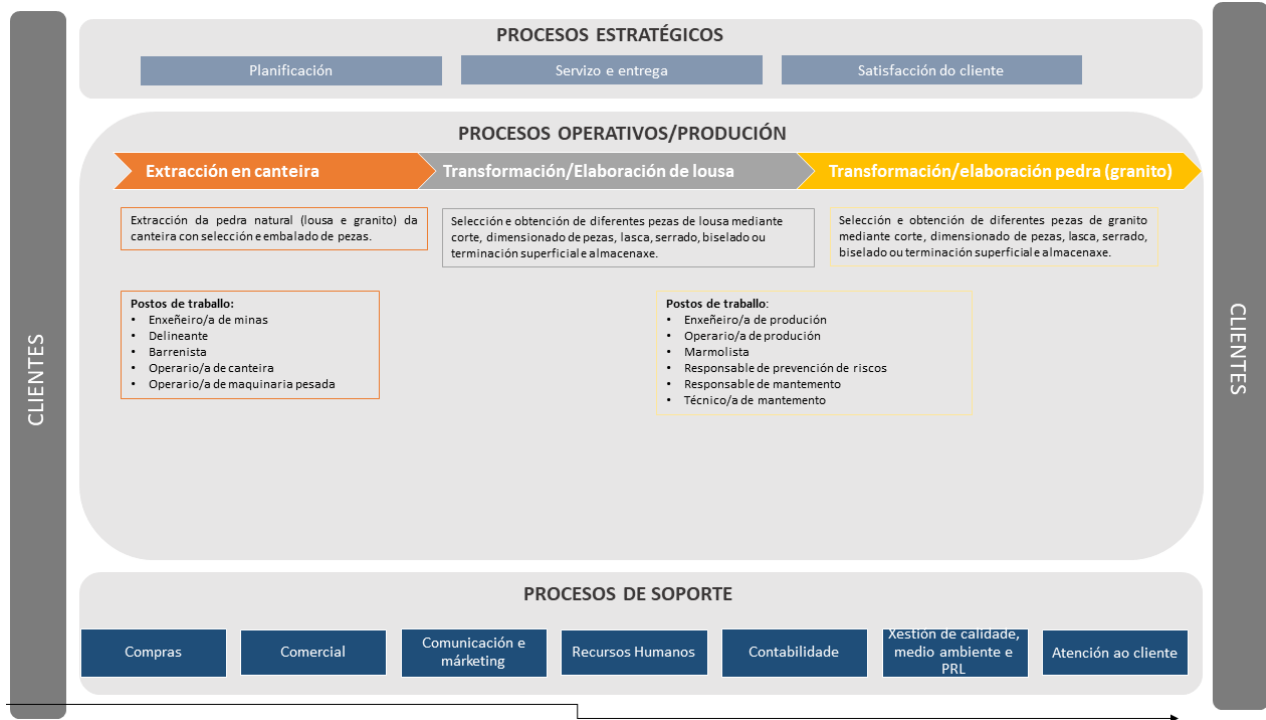 CLIENTES
PROCESOS ESTRATÉGICOS
Planificación
Servizo e entrega
Satisfacción do cliente
PROCESOS OPERATIVOS/PRODUCIÓN
Extracción en canteira
Transformación/Elaboración de lousa
Transformación/elaboración pedra (granito)
Extracción da pedra natural (lousa e granito) da
canteira con selección e embalado de pezas.
Selección e obtención de diferentes pezas de lousa mediante
corte, dimensionado de pezas, lasca, serrado, biselado ou
terminación superficial e almacenaxe.
Selección e obtención de diferentes pezas de granito
mediante corte, dimensionado de pezas, lasca, serrado,
biselado ou terminación superficial e almacenaxe.
Postos de traballo:
• Enxeñeiro/a de minas
• Delineante
• Barrenista
• Operario/a de canteira
• Operario/a de maquinaria pesada
Postos de traballo:
• Enxeñeiro/a de produción
• Operario/a de produción
• Marmolista
• Responsable de prevención de riscos
• Responsable de mantemento
• Técnico/a de mantemento
PROCESOS DE SOPORTE
Compras
Comercial
Comunicación e
márketing
Recursos Humanos
Contabilidade
Xestión de calidade,
medio ambiente e
PRL
Atención ao cliente
CLIENTES